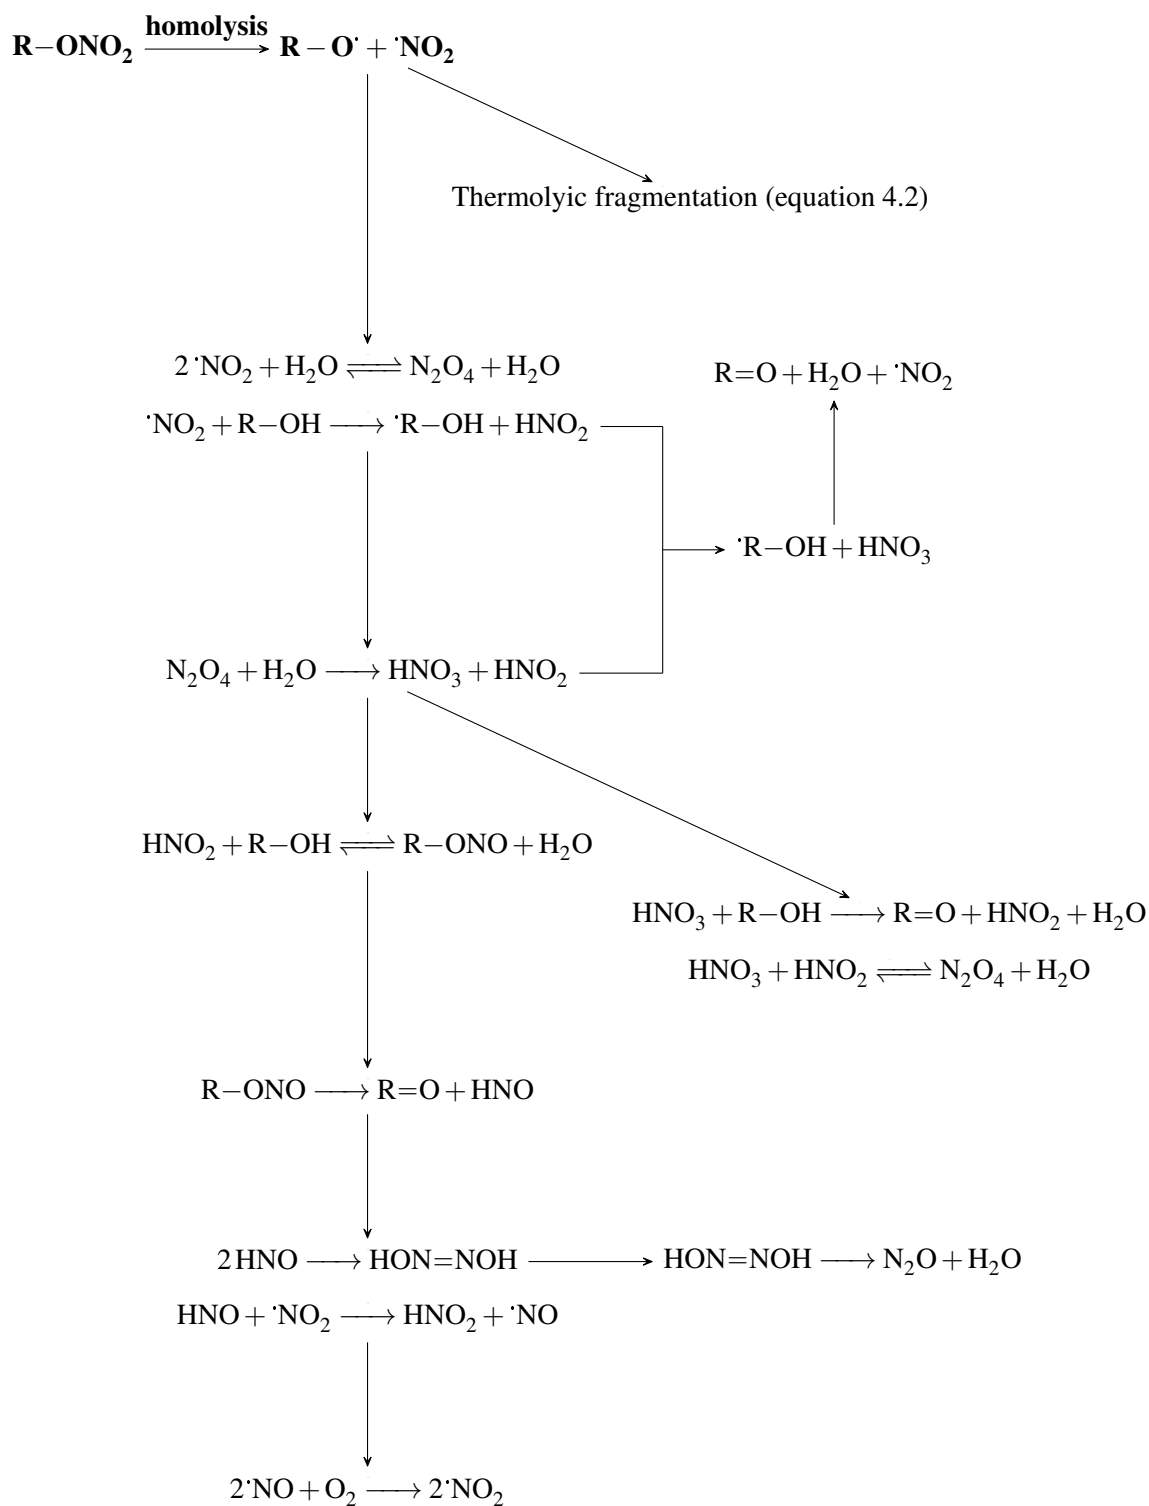 homolysis
R−ONO₂ ⟶ R − O˙ + ˙NO₂
Thermolyic fragmentation (equation 4.2)
2 ˙NO₂ + H₂O ⇌ N₂O₄ + H₂O
R=O + H₂O + ˙NO₂
˙NO₂ + R−OH ⟶ ˙R−OH + HNO₂
˙R−OH + HNO₃
N₂O₄ + H₂O ⟶ HNO₃ + HNO₂
HNO₂ + R−OH ⇌ R−ONO + H₂O
HNO₃ + R−OH ⟶ R=O + HNO₂ + H₂O
HNO₃ + HNO₂ ⇌ N₂O₄ + H₂O
R−ONO ⟶ R=O + HNO
2 HNO ⟶ HON=NOH ⟶ HON=NOH ⟶ N₂O + H₂O
HNO + ˙NO₂ ⟶ HNO₂ + ˙NO
2˙NO + O₂ ⟶ 2˙NO₂